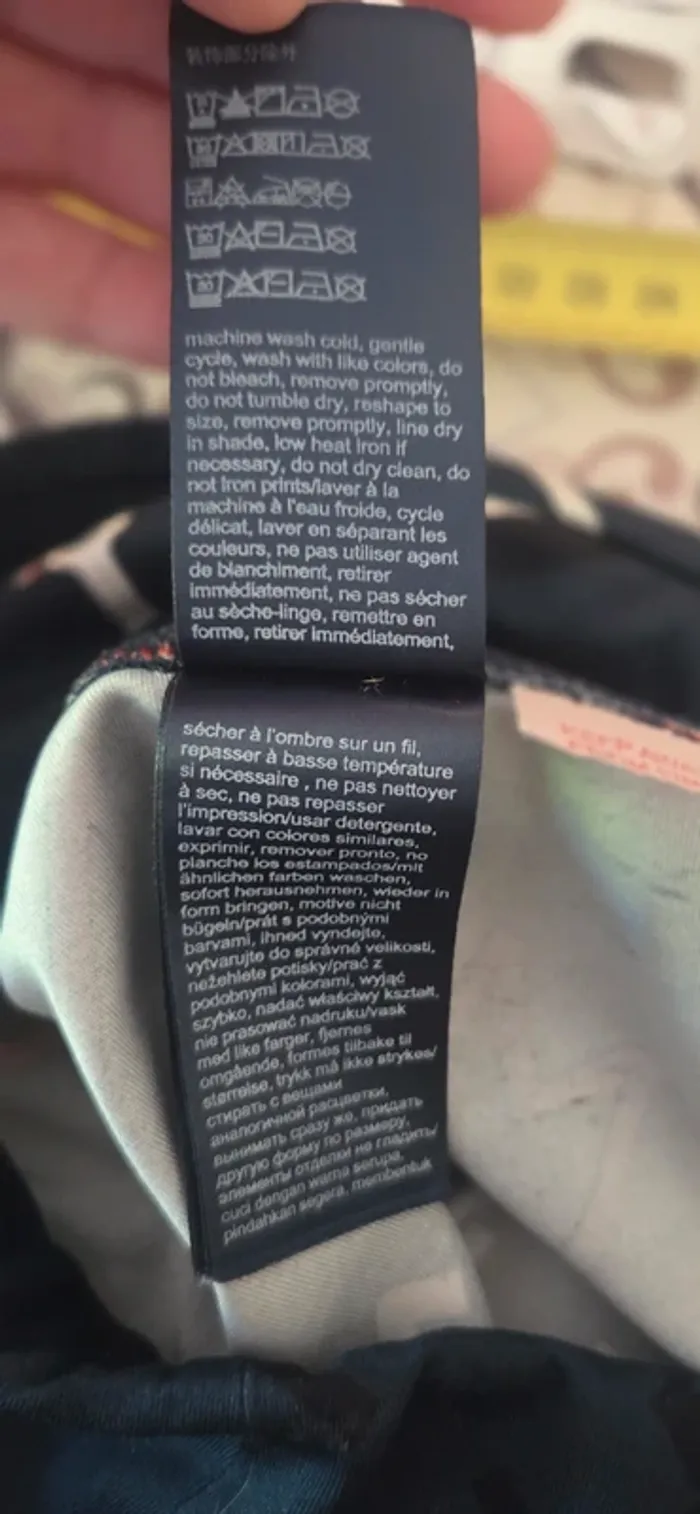 装饰部分除外
machine wash cold, gentle
cycle, wash with like colors, do
not bleach, remove promptly,
do not tumble dry, reshape to
size, remove promptly, line dry
in shade, low heat iron if
necessary, do not dry clean, do
not iron prints/laver à la
machine à l'eau froide, cycle
délicat, laver en séparant les
couleurs, ne pas utiliser agent
de blanchiment, retirer
immédiatement, ne pas sécher
au sèche-linge, remettre en
forme, retirer immédiatement,
sécher à l'ombre sur un fil,
repasser à basse température
si nécessaire , ne pas nettoyer
à sec, ne pas repasser
l'impression/usar detergente,
lavar con colores similares,
exprimir, remover pronto, no
planche los estampados/mit
ähnlichen farben waschen,
sofort herausnehmen, wieder in
form bringen, motive nicht
bügeln/prát s podobnými
barvami, ihned vyndejte,
vytvarujte do správné velikosti,
nežehlete potisky/prać z
podobnymi kolorami, wyjąć
szybko, nadać właściwy kształt,
nie prasować nadruku/vask
med like farger, fjernes
omgående, formes tilbake til
størrelse, trykk må ikke strykes/
стирать с вещами
аналогичной расцветки,
вынимать сразу же, придать
другую форму по размеру,
элементы отделки не гладить/
cuci dengan warna serupa,
pindahkan segera, membentuk